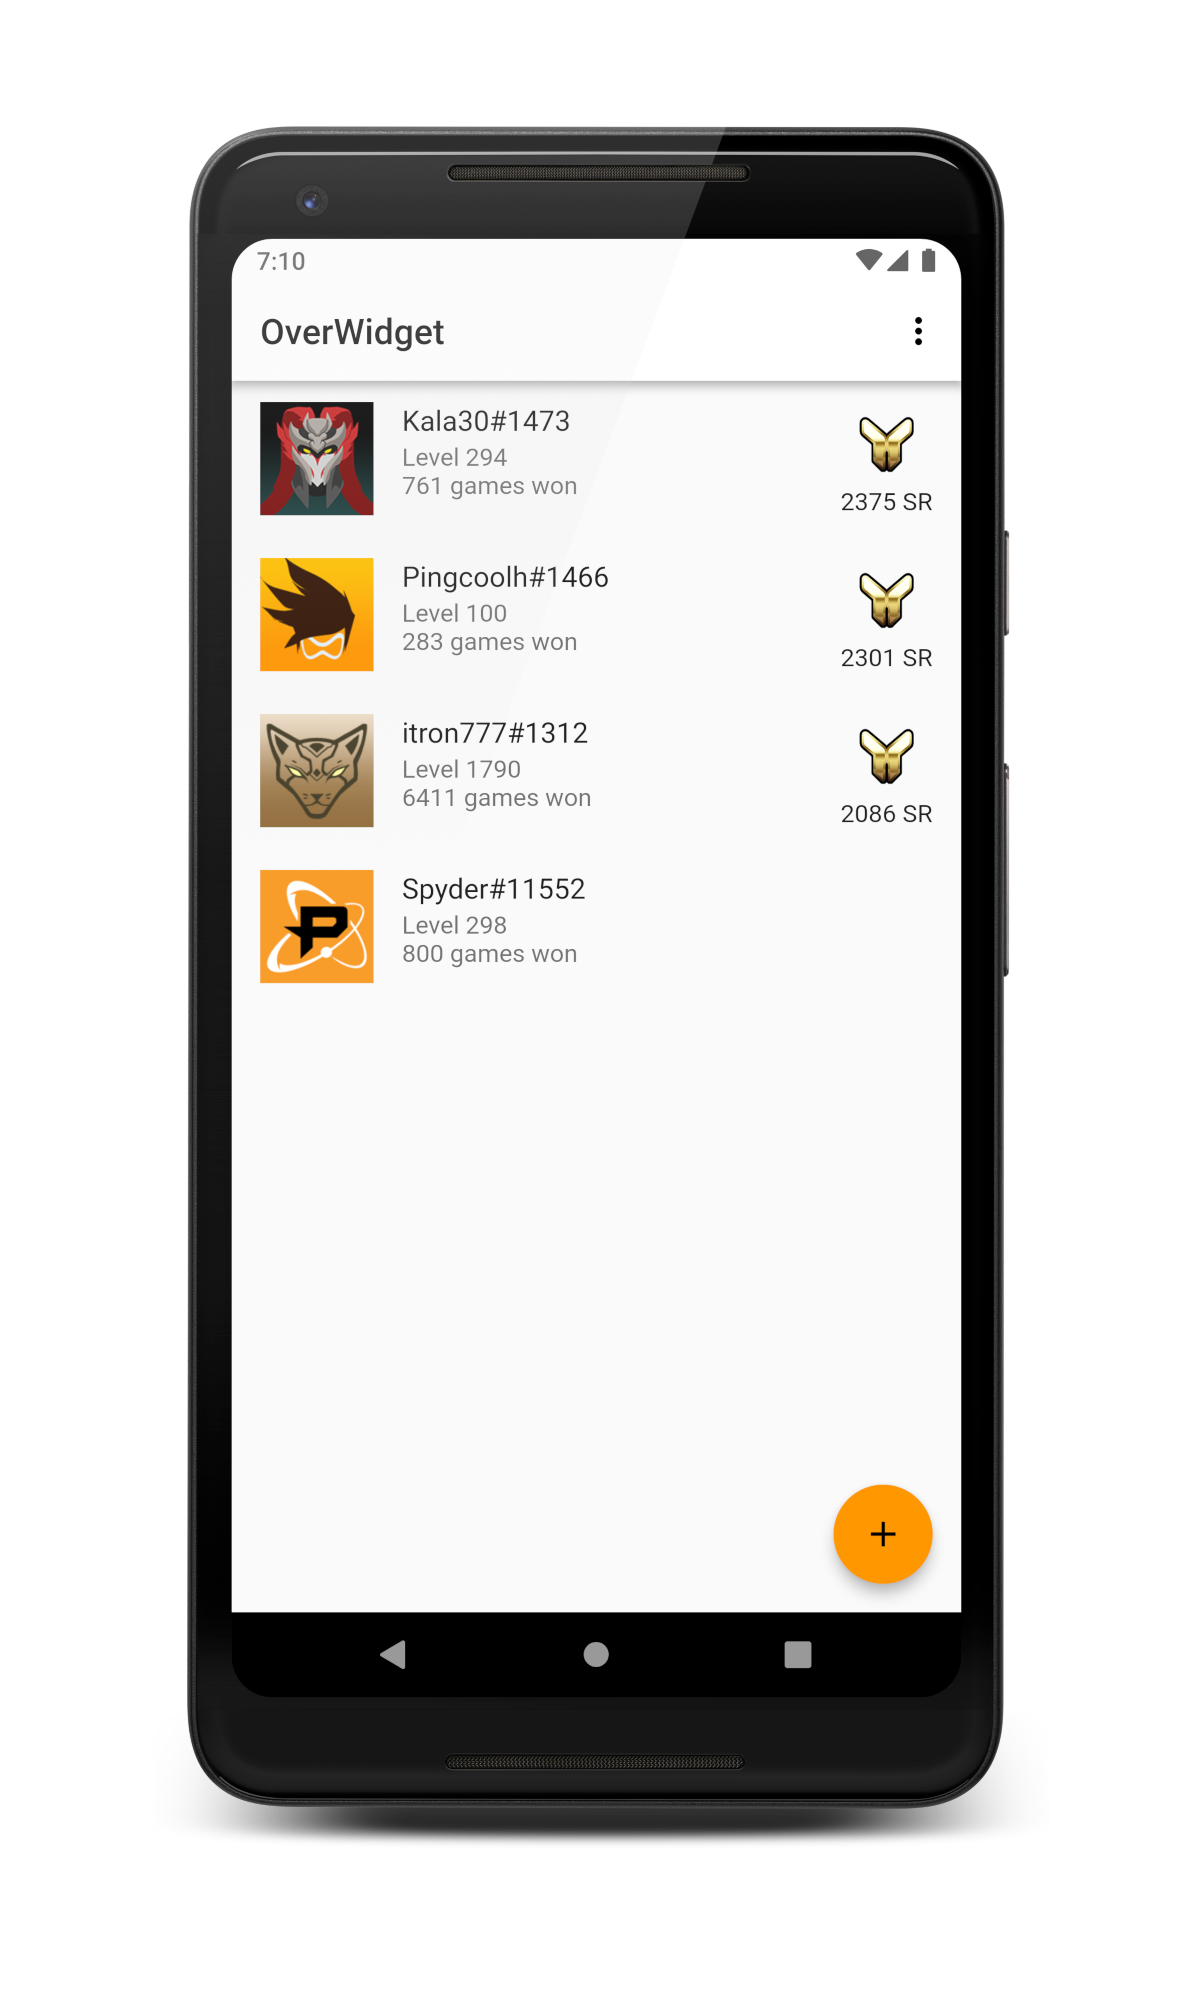 7:10
OverWidget
Kala30#1473
Level 294
761 games won
2375 SR
Pingcoolh#1466
Level 100
283 games won
2301 SR
itron777#1312
Level 1790
6411 games won
2086 SR
Spyder#11552
Level 298
800 games won